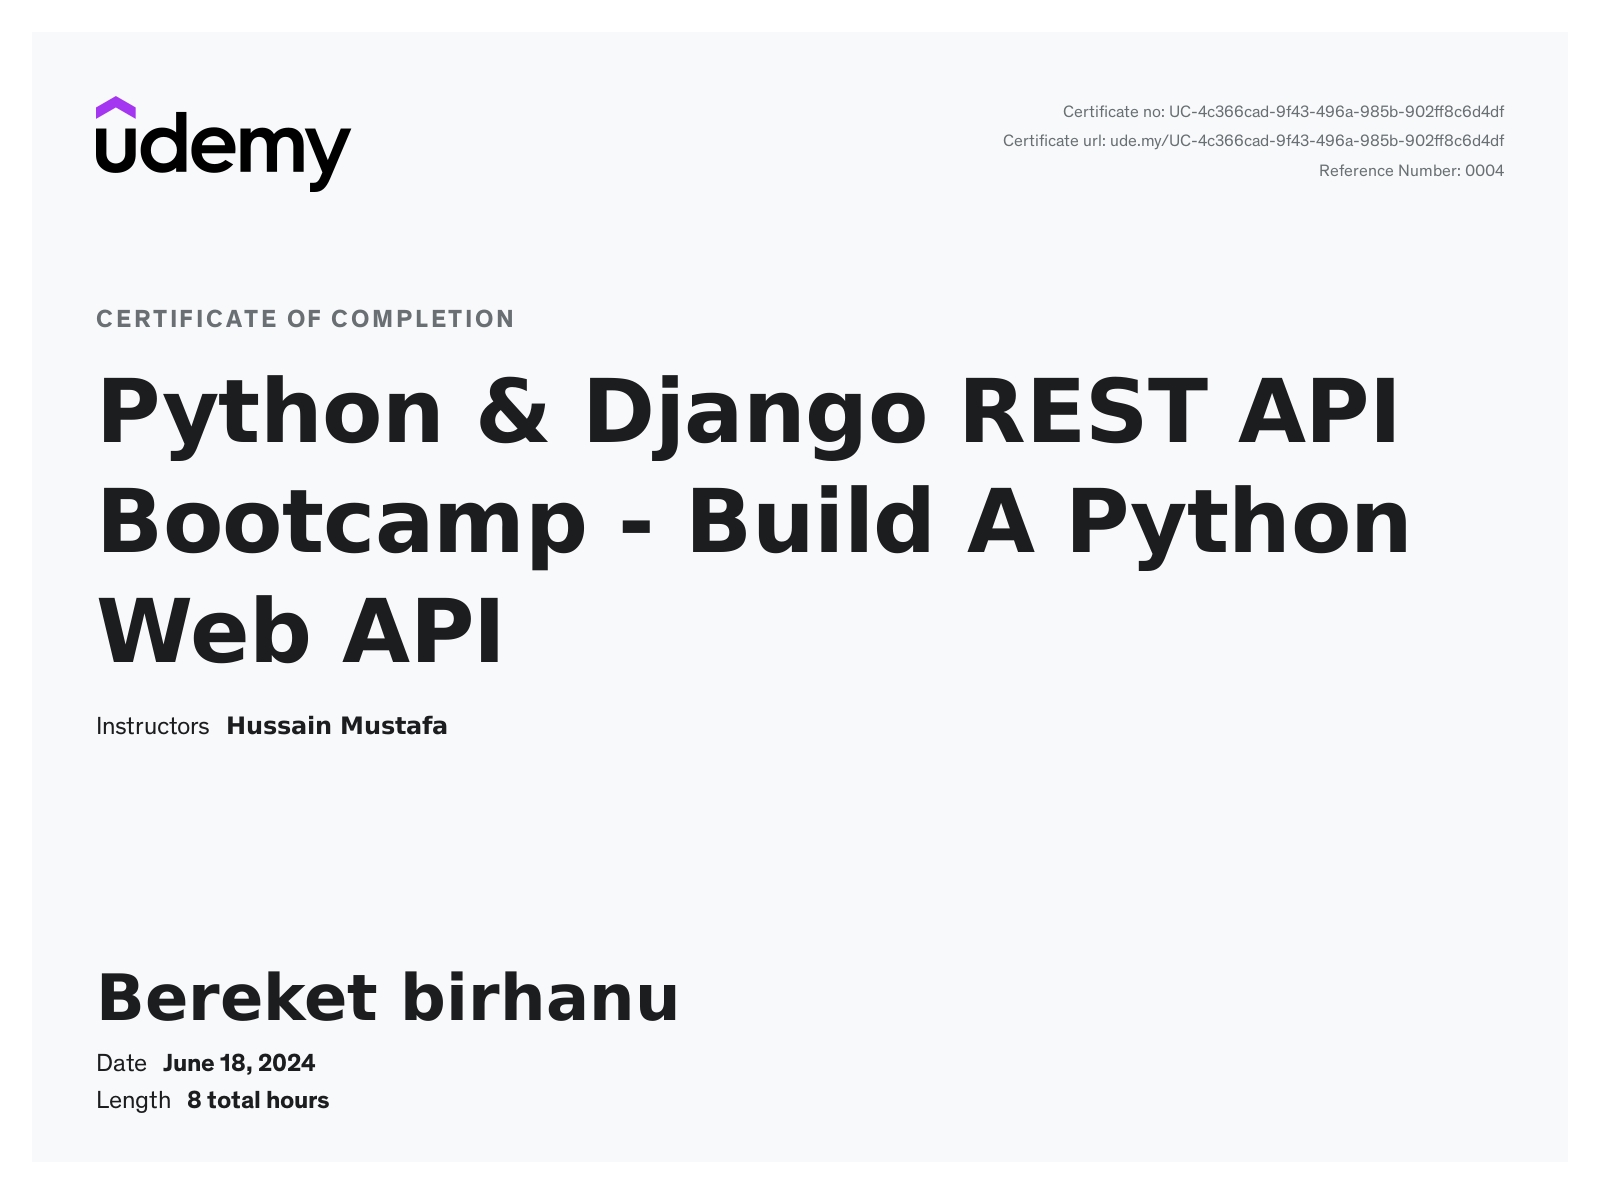 udemy
Certificate no: UC-4c366cad-9f43-496a-985b-902ff8c6d4df
Certificate url: ude.my/UC-4c366cad-9f43-496a-985b-902ff8c6d4df
Reference Number: 0004
CERTIFICATE OF COMPLETION
Python & Django REST API
Bootcamp - Build A Python
Web API
Instructors Hussain Mustafa
Bereket birhanu
Date June 18, 2024
Length 8 total hours